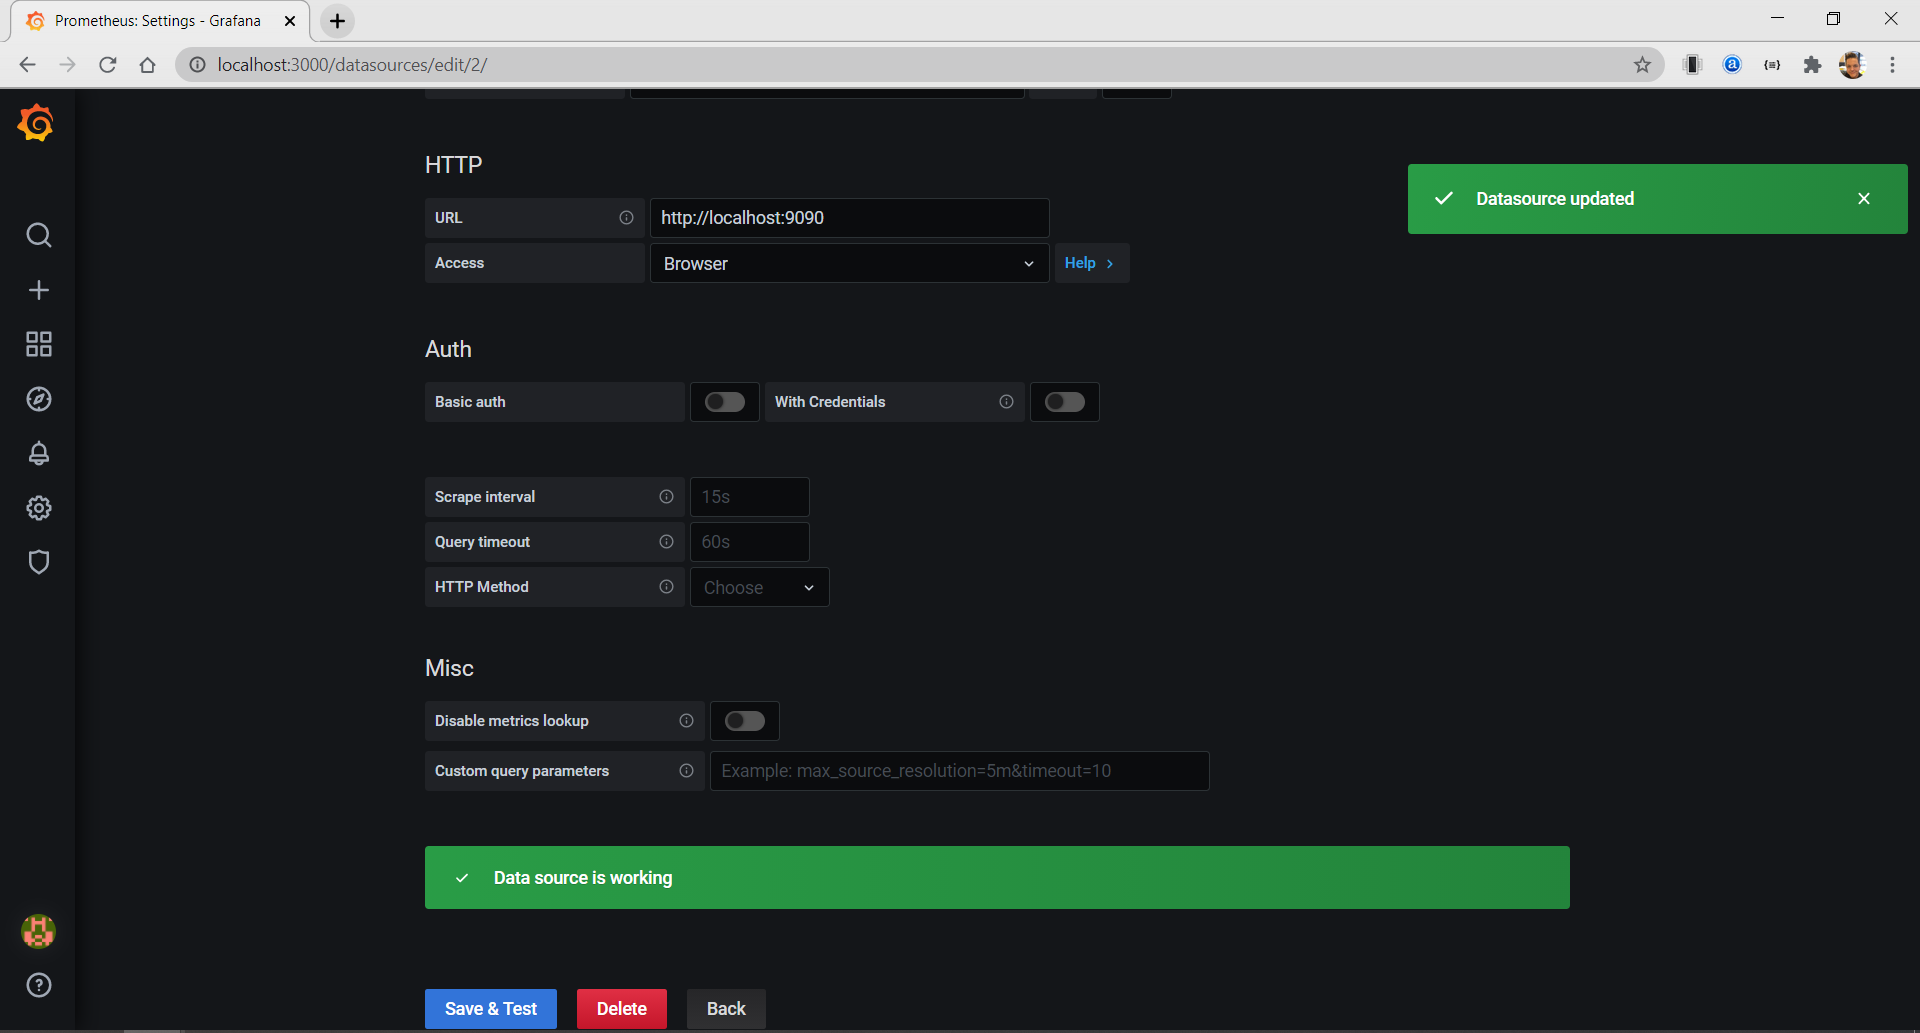 Prometheus: Settings - Grafana
localhost:3000/datasources/edit/2/
HTTP
URL http://localhost:9090
Access Browser Help
Datasource updated
Auth
Basic auth With Credentials
Scrape interval 15s
Query timeout 60s
HTTP Method Choose
Misc
Disable metrics lookup
Custom query parameters Example: max_source_resolution=5m&timeout=10
Data source is working
Save & Test Delete Back